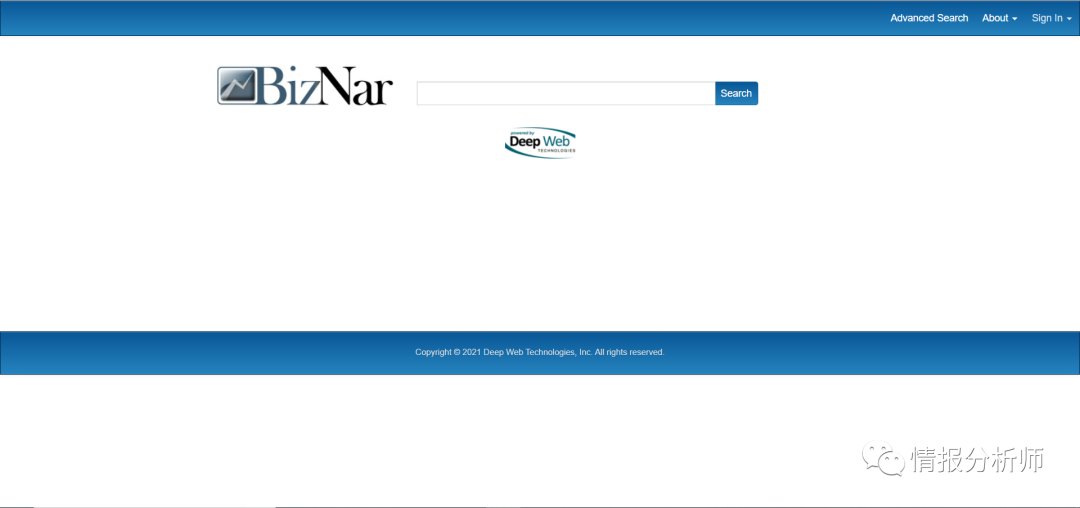 Advanced Search About Sign In
BizNar
Search
powered by
Deep Web
TECHNOLOGIES
Copyright © 2021 Deep Web Technologies, Inc. All rights reserved.
情报分析师